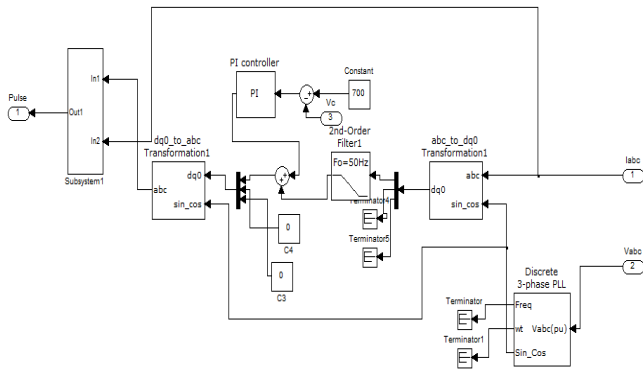 PI controller
Constant
PI
700
Vc
3
In1
Pulse
1
Out1
In2
Subsystem1
dq0_to_abc
Transformation1
dq0
abc
sin_cos
2nd-Order
Filter1
Fo=50Hz
abc_to_dq0
Transformation1
abc
dq0
sin_cos
Iabc
1
Terminator4
Terminator5
0
C4
0
C3
Vabc
2
Discrete
3-phase PLL
Freq
wt
Vabc(pu)
Sin_Cos
Terminator
Terminator1